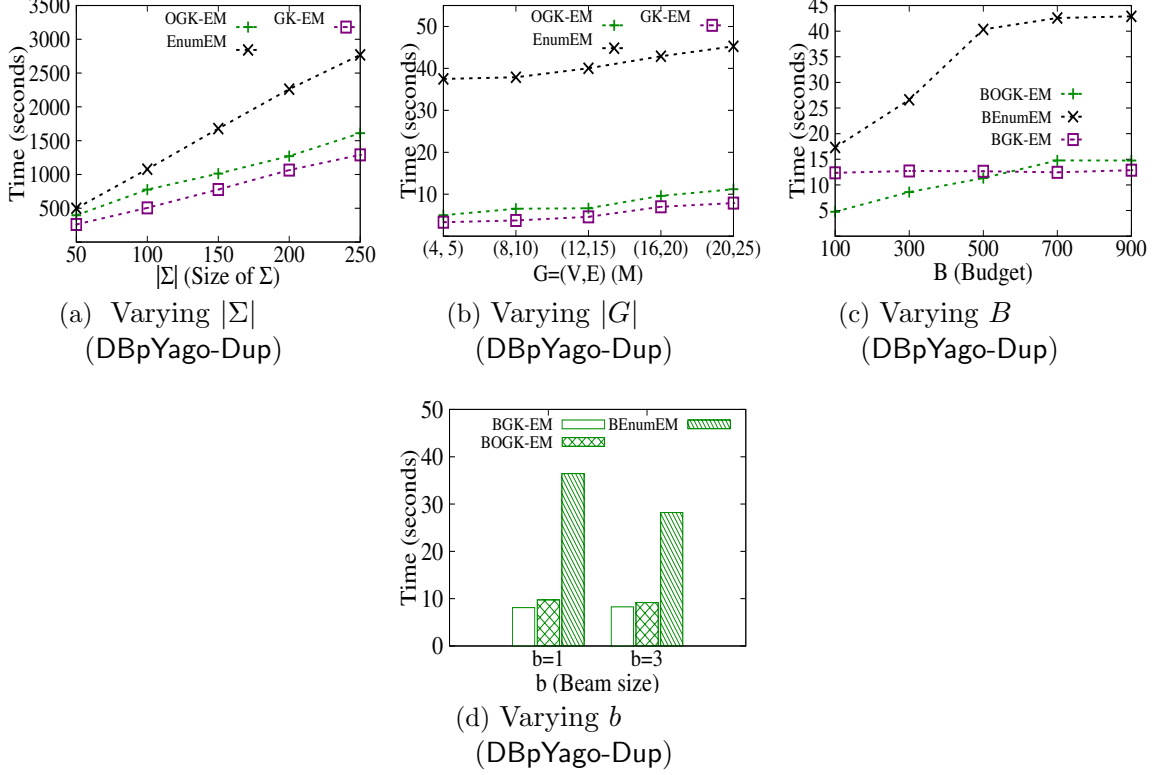 3500
3000
2500
2000
1500
1000
500
50
100
150
200
250
Time (seconds)
|Σ| (Size of Σ)
OGK-EM
GK-EM
EnumEM
(a) Varying |Σ|
(DBpYago-Dup)
50
40
30
20
10
(4, 5)
(8,10)
(12,15)
(16,20)
(20,25)
Time (seconds)
G=(V,E) (M)
OGK-EM
GK-EM
EnumEM
(b) Varying |G|
(DBpYago-Dup)
45
40
35
30
25
20
15
10
5
100
300
500
700
900
Time (seconds)
B (Budget)
BOGK-EM
BEnumEM
BGK-EM
(c) Varying B
(DBpYago-Dup)
50
40
30
20
10
0
b=1
b=3
Time (seconds)
b (Beam size)
BGK-EM
BEnumEM
BOGK-EM
(d) Varying b
(DBpYago-Dup)